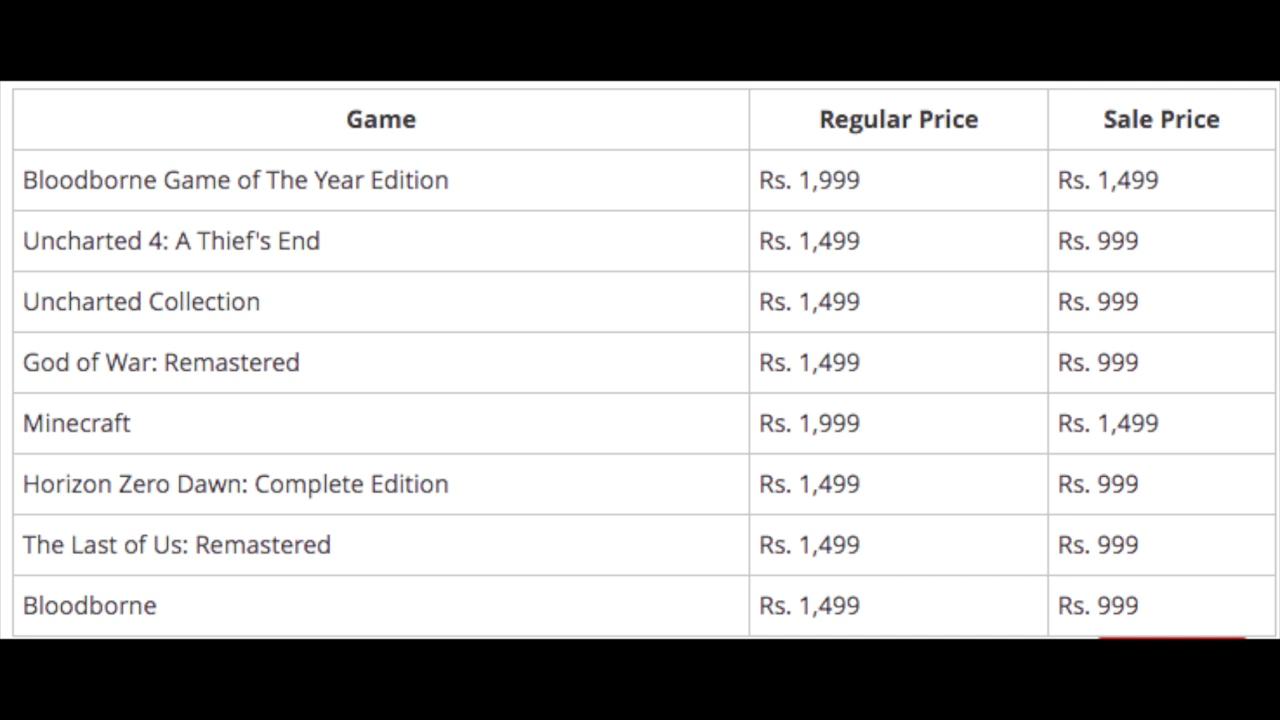 Game Regular Price Sale Price
Bloodborne Game of The Year Edition Rs. 1,999 Rs. 1,499
Uncharted 4: A Thief's End Rs. 1,499 Rs. 999
Uncharted Collection Rs. 1,499 Rs. 999
God of War: Remastered Rs. 1,499 Rs. 999
Minecraft Rs. 1,999 Rs. 1,499
Horizon Zero Dawn: Complete Edition Rs. 1,499 Rs. 999
The Last of Us: Remastered Rs. 1,499 Rs. 999
Bloodborne Rs. 1,499 Rs. 999